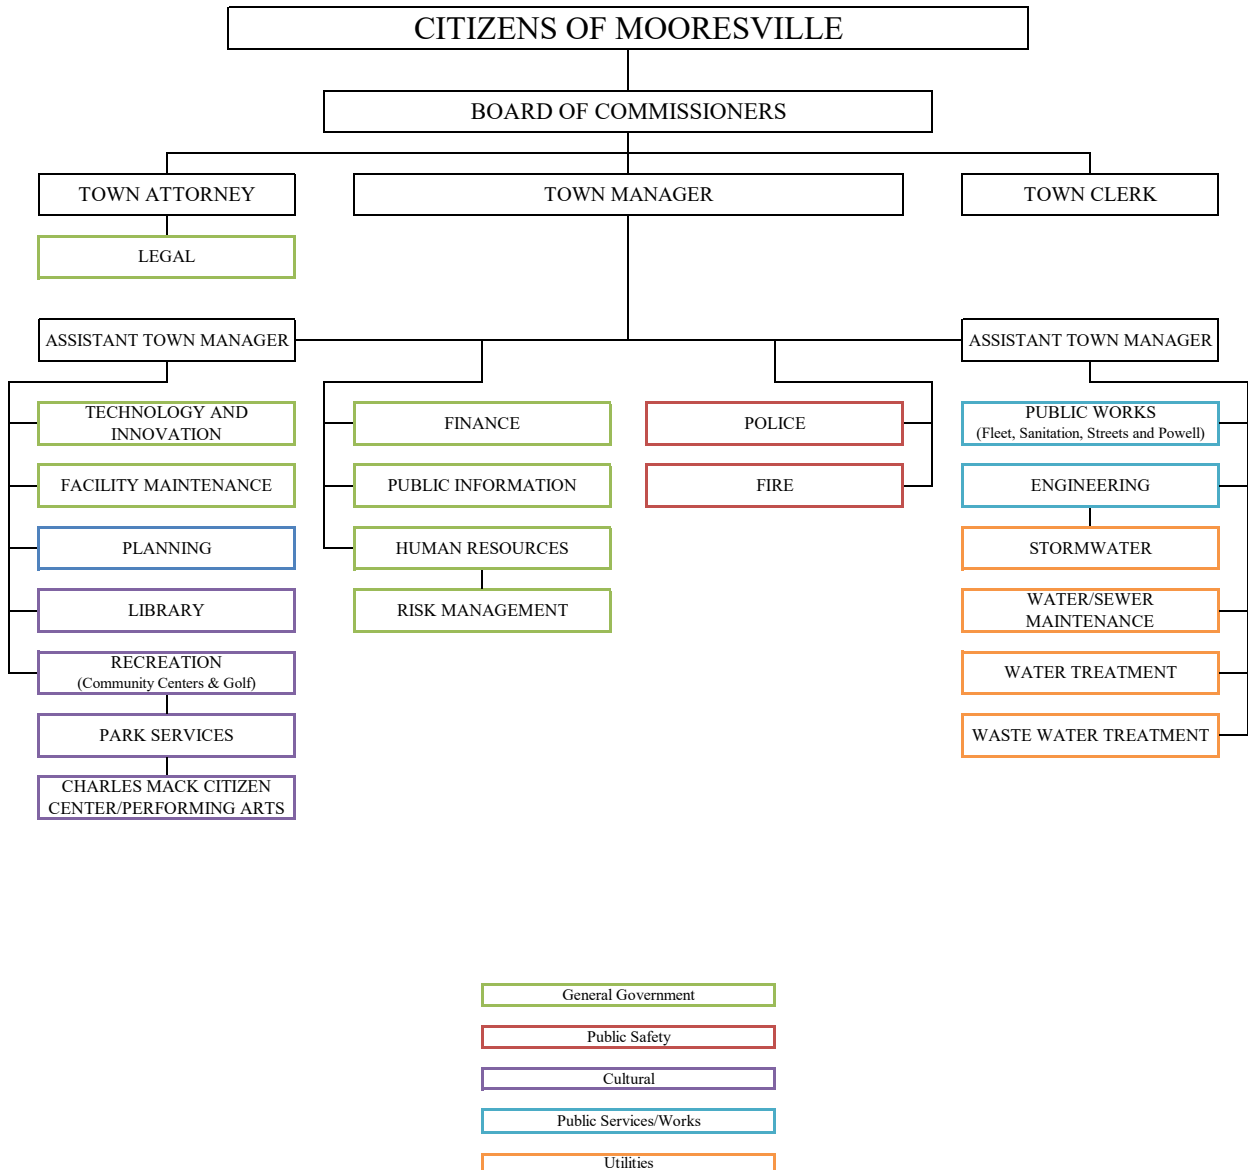 CITIZENS OF MOORESVILLE
BOARD OF COMMISSIONERS
TOWN ATTORNEY
TOWN MANAGER
TOWN CLERK
LEGAL
ASSISTANT TOWN MANAGER
ASSISTANT TOWN MANAGER
TECHNOLOGY AND
INNOVATION
FACILITY MAINTENANCE
PLANNING
LIBRARY
RECREATION
(Community Centers & Golf)
PARK SERVICES
CHARLES MACK CITIZEN
CENTER/PERFORMING ARTS
FINANCE
PUBLIC INFORMATION
HUMAN RESOURCES
RISK MANAGEMENT
POLICE
FIRE
PUBLIC WORKS
(Fleet, Sanitation, Streets and Powell)
ENGINEERING
STORMWATER
WATER/SEWER
MAINTENANCE
WATER TREATMENT
WASTE WATER TREATMENT
General Government
Public Safety
Cultural
Public Services/Works
Utilities